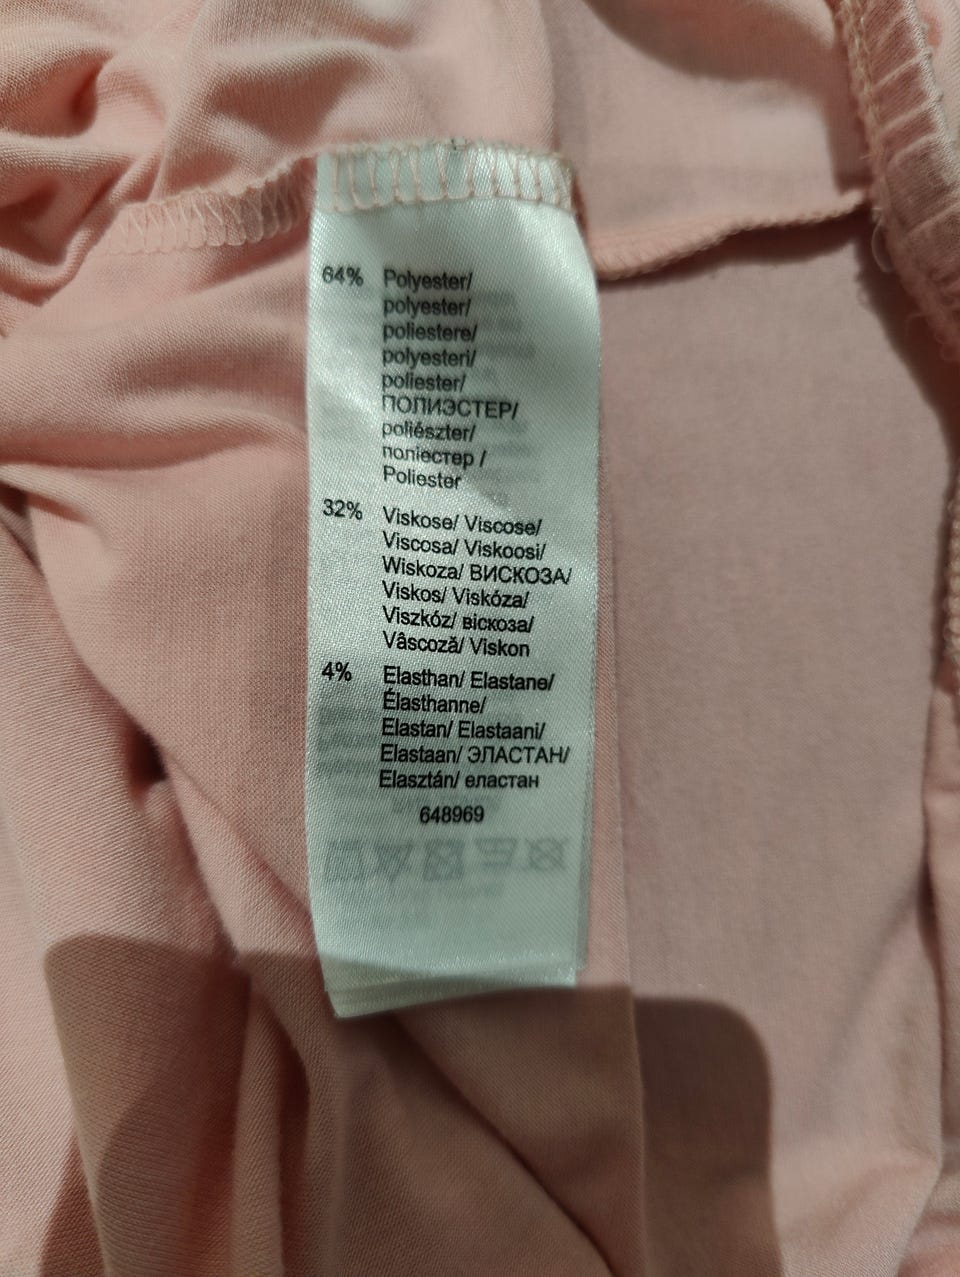 64% Polyester/
polyester/
poliestere/
polyesteri/
poliester/
ПОЛИЭСТЕР/
poliészter/
поліестер /
Poliester
32% Viskose/ Viscose/
Viscosa/ Viskoosi/
Wiskoza/ ВИСКОЗА/
Viskos/ Viskóza/
Viszkóz/ віскоза/
Vâscoză/ Viskon
4% Elasthan/ Elastane/
Élasthanne/
Elastan/ Elastaani/
Elastaan/ ЭЛАСТАН/
Elasztán/ еластан
648969